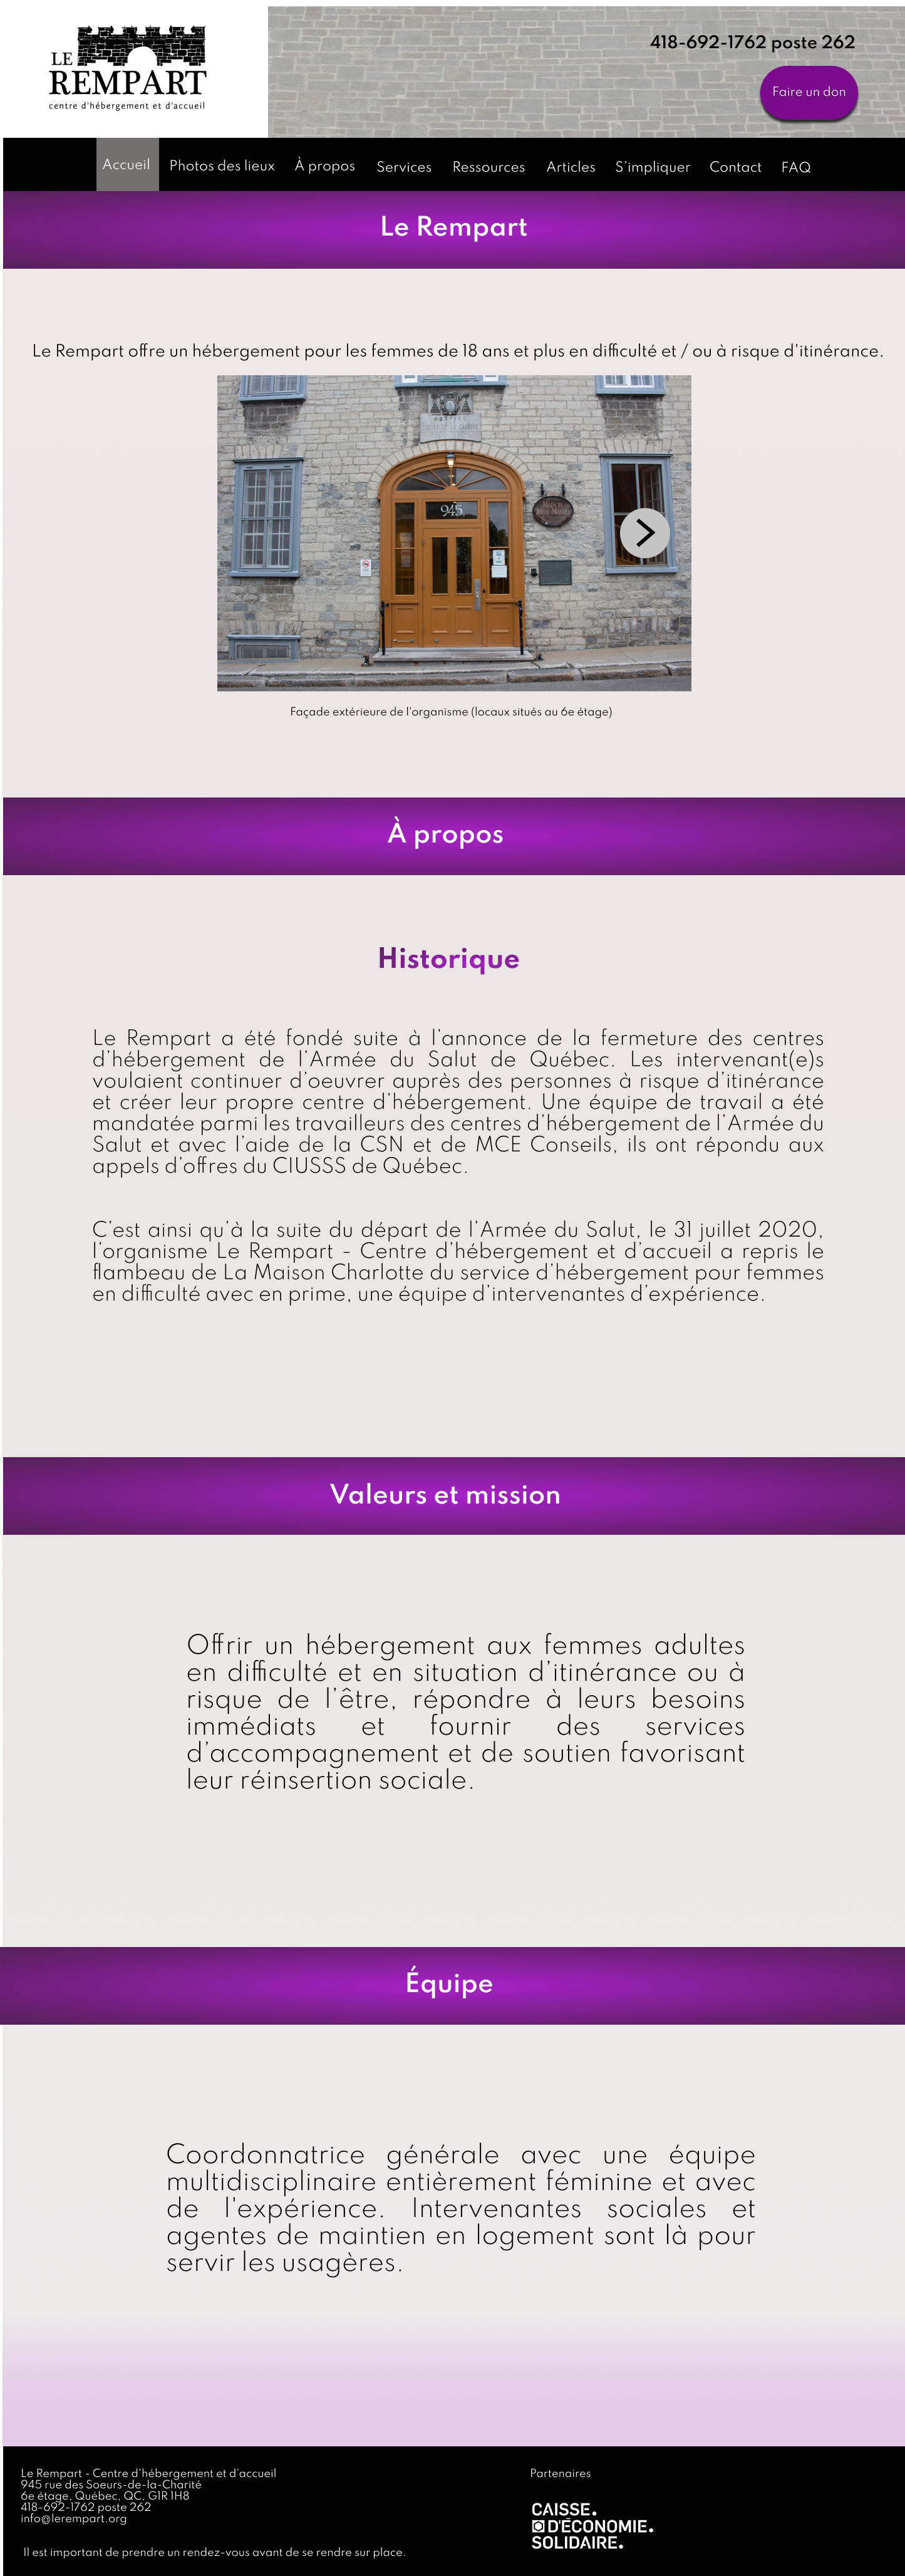 LE
REMPART
centre d'hébergement et d'accueil
418-692-1762 poste 262
Faire un don
Accueil Photos des lieux À propos Services Ressources Articles S'impliquer Contact FAQ
Le Rempart
Le Rempart offre un hébergement pour les femmes de 18 ans et plus en difficulté et / ou à risque d'itinérance.
945
Façade extérieure de l'organisme (locaux situés au 6e étage)
À propos
Historique
Le Rempart a été fondé suite à l'annonce de la fermeture des centres
d'hébergement de l'Armée du Salut de Québec. Les intervenant(e)s
voulaient continuer d'oeuvrer auprès des personnes à risque d'itinérance
et créer leur propre centre d'hébergement. Une équipe de travail a été
mandatée parmi les travailleurs des centres d'hébergement de l'Armée du
Salut et avec l'aide de la CSN et de MCE Conseils, ils ont répondu aux
appels d'offres du CIUSSS de Québec.
C'est ainsi qu'à la suite du départ de l'Armée du Salut, le 31 juillet 2020,
l'organisme Le Rempart - Centre d'hébergement et d'accueil a repris le
flambeau de La Maison Charlotte du service d'hébergement pour femmes
en difficulté avec en prime, une équipe d'intervenantes d'expérience.
Valeurs et mission
Offrir un hébergement aux femmes adultes
en difficulté et en situation d'itinérance ou à
risque de l'être, répondre à leurs besoins
immédiats et fournir des services
d'accompagnement et de soutien favorisant
leur réinsertion sociale.
Équipe
Coordonnatrice générale avec une équipe
multidisciplinaire entièrement féminine et avec
de l'expérience. Intervenantes sociales et
agentes de maintien en logement sont là pour
servir les usagères.
Le Rempart - Centre d'hébergement et d'accueil
945 rue des Soeurs-de-la-Charité
6e étage, Québec, QC, G1R 1H8
418-692-1762 poste 262
info@lerempart.org
Il est important de prendre un rendez-vous avant de se rendre sur place.
Partenaires
CAISSE.
D'ÉCONOMIE.
SOLIDAIRE.